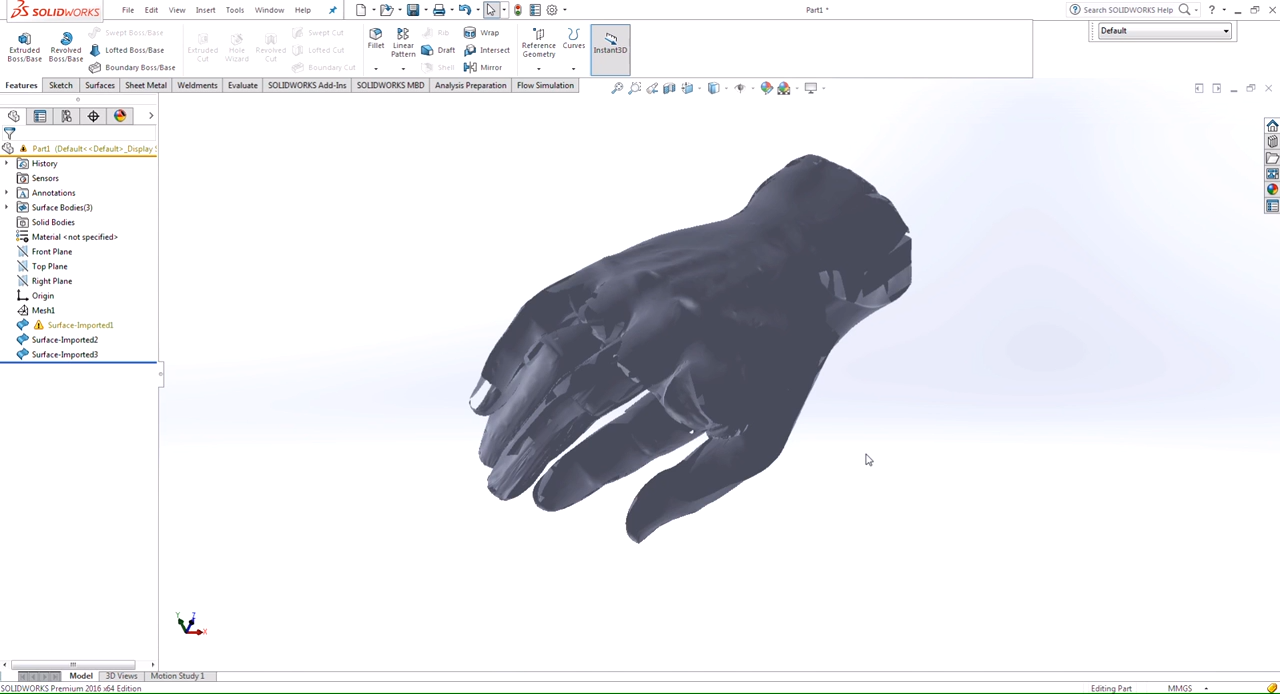 SOLIDWORKS File Edit View Insert Tools Window Help Part1 * Search SOLIDWORKS Help
Default
Extruded Boss/Base
Revolved Boss/Base
Swept Boss/Base
Lofted Boss/Base
Boundary Boss/Base
Extruded Cut
Hole Wizard
Revolved Cut
Swept Cut
Lofted Cut
Boundary Cut
Fillet
Linear Pattern
Rib
Draft
Shell
Wrap
Intersect
Mirror
Reference Geometry
Curves
Instant3D
Features Sketch Surfaces Sheet Metal Weldments Evaluate SOLIDWORKS Add-Ins SOLIDWORKS MBD Analysis Preparation Flow Simulation
Part1 (Default<<Default>_Display S
History
Sensors
Annotations
Surface Bodies(3)
Solid Bodies
Material <not specified>
Front Plane
Top Plane
Right Plane
Origin
Mesh1
Surface-Imported1
Surface-Imported2
Surface-Imported3
Y Z X
Model 3D Views Motion Study 1
SOLIDWORKS Premium 2016 x64 Edition Editing Part MMGS